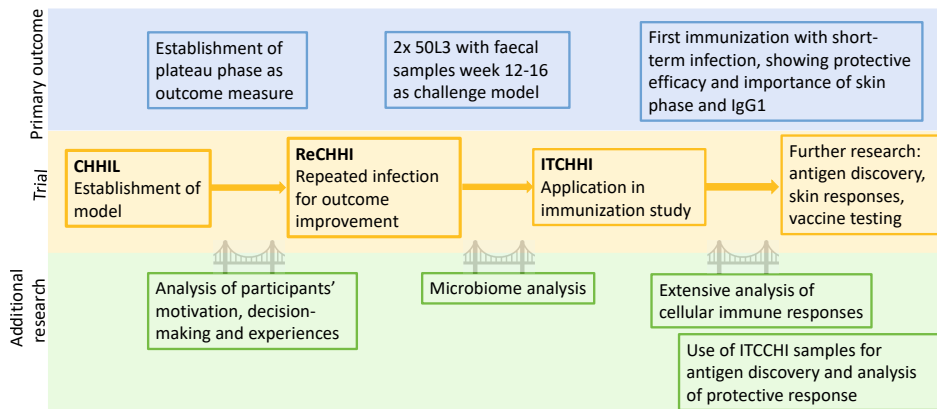 Primary outcome
Establishment of
plateau phase as
outcome measure
2x 50L3 with faecal
samples week 12-16
as challenge model
First immunization with short-
term infection, showing protective
efficacy and importance of skin
phase and IgG1
Trial
CHHIL
Establishment of
model
ReCHHI
Repeated infection
for outcome
improvement
ITCHHI
Application in
immunization study
Further research:
antigen discovery,
skin responses,
vaccine testing
Additional
research
Analysis of participants’
motivation, decision-
making and experiences
Microbiome analysis
Extensive analysis of
cellular immune responses
Use of ITCCHI samples for
antigen discovery and analysis
of protective response